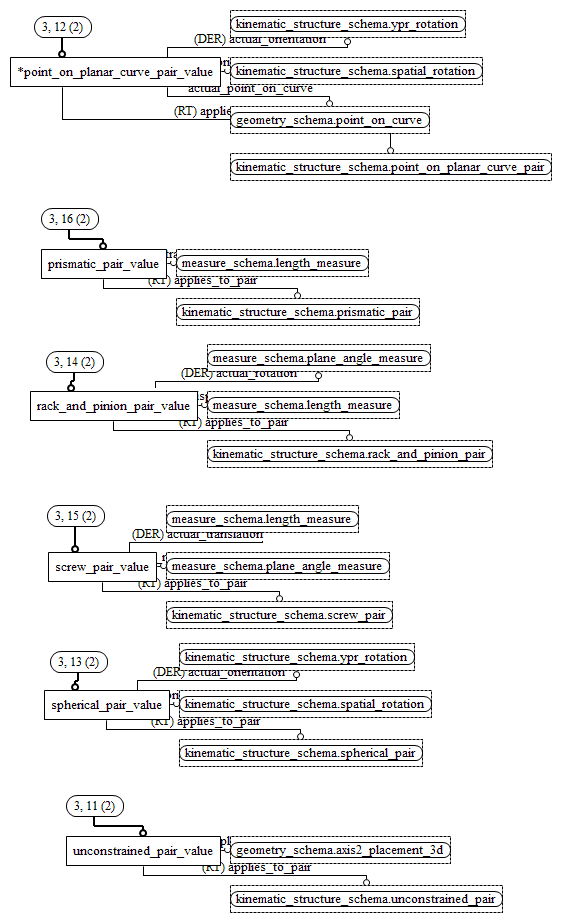 3, 12 (2)
kinematic_structure_schema.ypr_rotation
(DER) actual_orientation
*point_on_planar_curve_pair_value
kinematic_structure_schema.spatial_rotation
actual_point_on_curve
(RT)
geometry_schema.point_on_curve
kinematic_structure_schema.point_on_planar_curve_pair
3, 16 (2)
prismatic_pair_value
measure_schema.length_measure
(RT) applies_to_pair
kinematic_structure_schema.prismatic_pair
3, 14 (2)
measure_schema.plane_angle_measure
(DER) actual_rotation
rack_and_pinion_pair_value
measure_schema.length_measure
(RT) applies_to_pair
kinematic_structure_schema.rack_and_pinion_pair
3, 15 (2)
measure_schema.length_measure
(DER) actual_translation
screw_pair_value
measure_schema.plane_angle_measure
(RT) applies_to_pair
kinematic_structure_schema.screw_pair
3, 13 (2)
kinematic_structure_schema.ypr_rotation
(DER) actual_orientation
spherical_pair_value
kinematic_structure_schema.spatial_rotation
(RT) applies_to_pair
kinematic_structure_schema.spherical_pair
3, 11 (2)
unconstrained_pair_value
geometry_schema.axis2_placement_3d
(RT) applies_to_pair
kinematic_structure_schema.unconstrained_pair